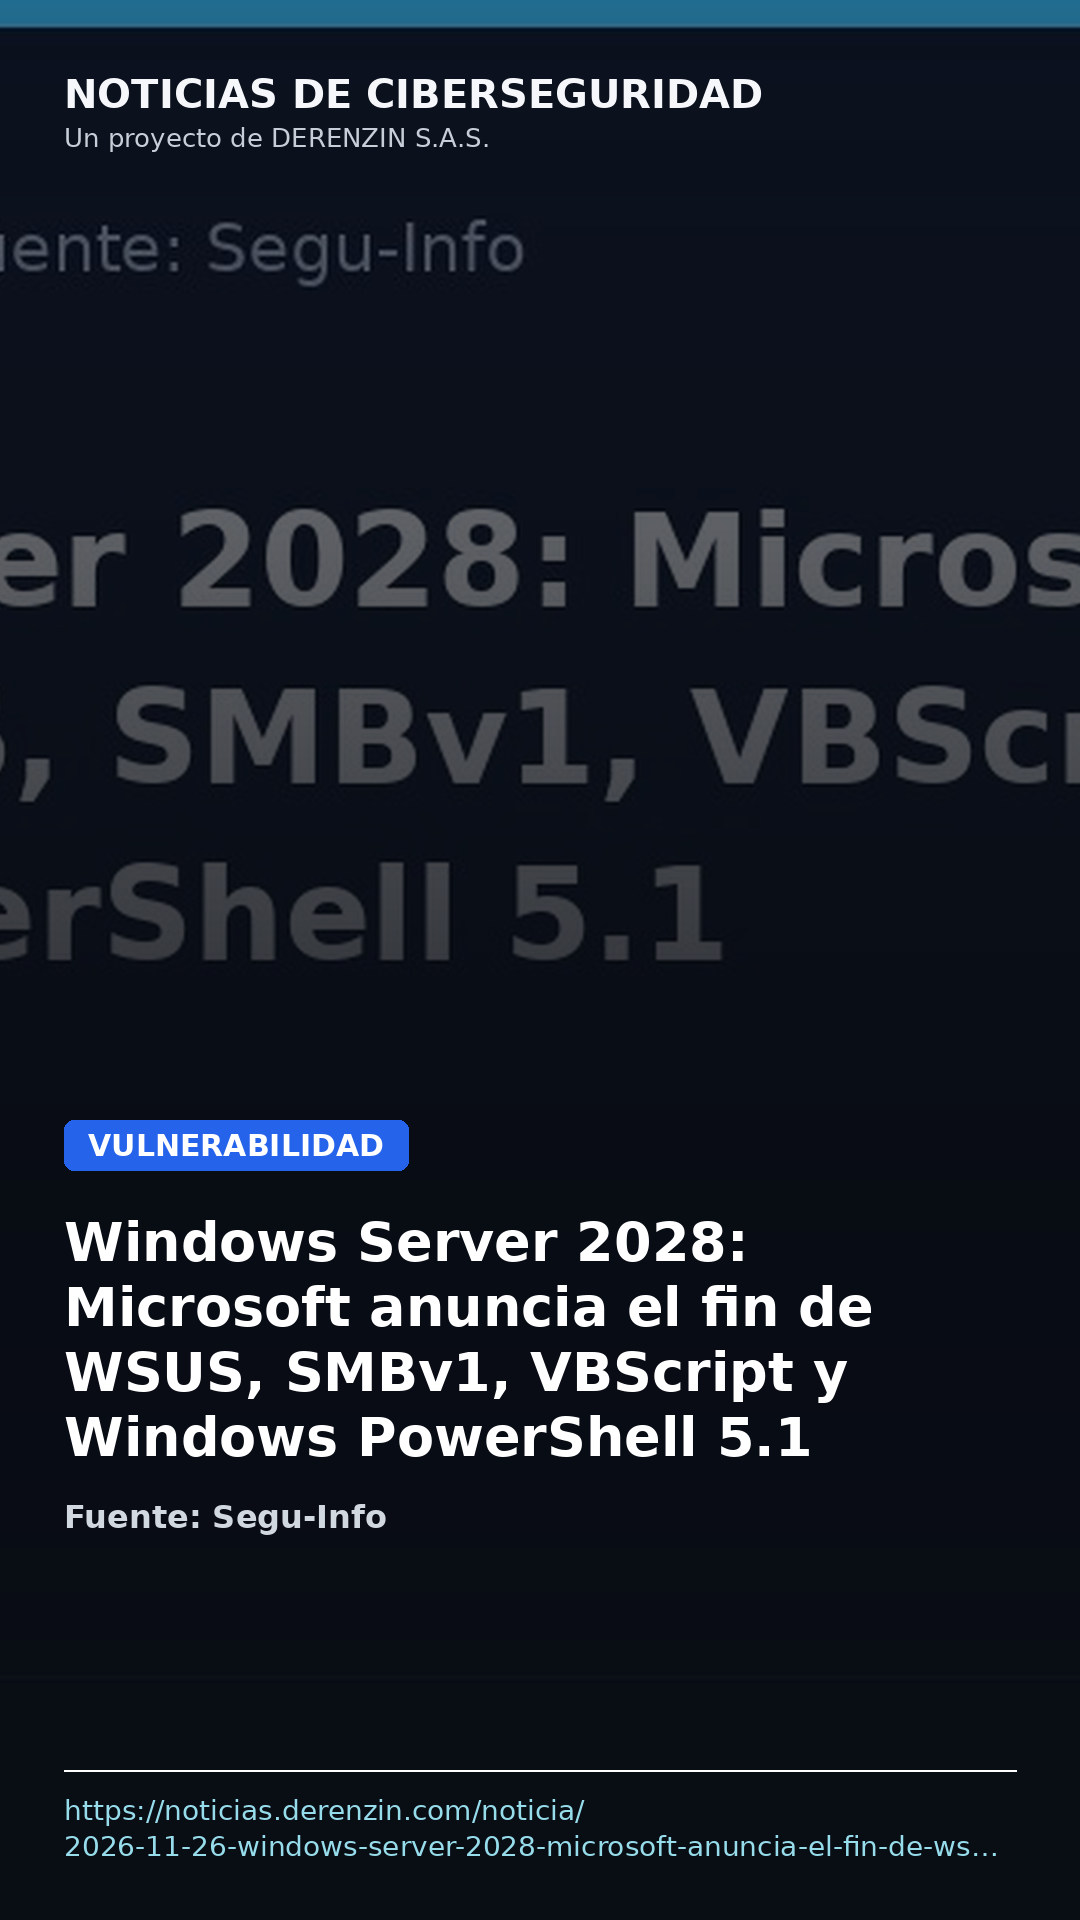 NOTICIAS DE CIBERSEGURIDAD
Un proyecto de DERENZIN S.A.S.
uente: Segu-Info
er 2028: Micros
, SMBv1, VBScr
erShell 5.1
VULNERABILIDAD
Windows Server 2028:
Microsoft anuncia el fin de
WSUS, SMBv1, VBScript y
Windows PowerShell 5.1
Fuente: Segu-Info
https://noticias.derenzin.com/noticia/
2026-11-26-windows-server-2028-microsoft-anuncia-el-fin-de-ws…